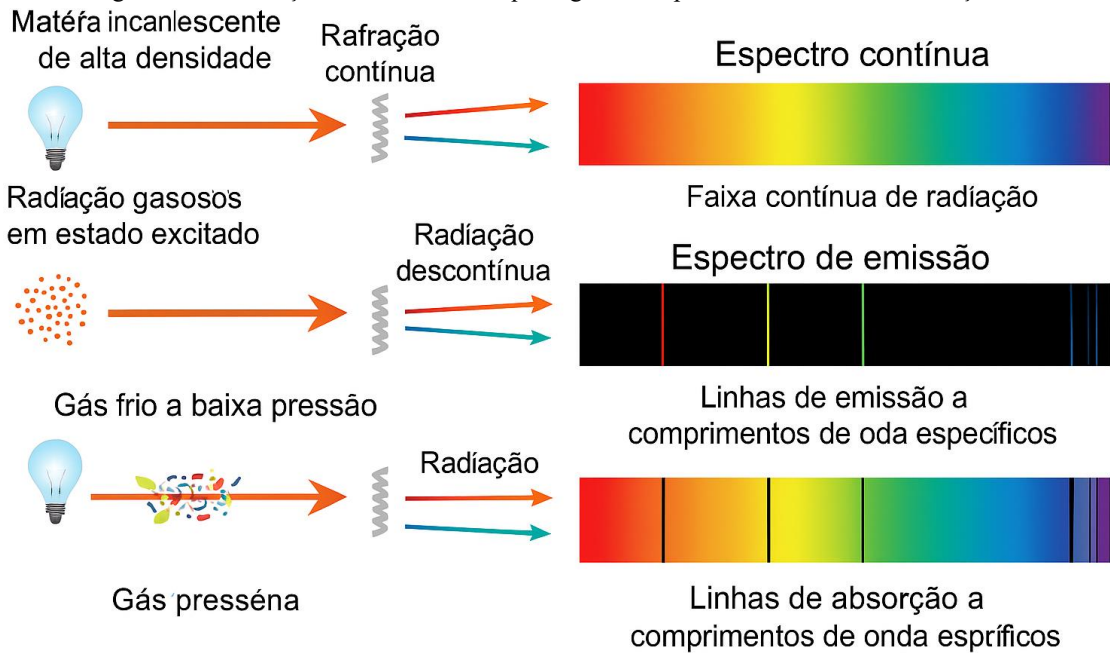 Matéŕa incanlescente
de alta densidade
Rafração
contínua
Espectro contínua
Faixa contínua de radíação
Radíação gasosos
em estado excitado
Radíação
descontínua
Espectro de emissão
Linhas de emissão a
comprimentos de oda específicos
Gás frio a baixa pressão
Radíação
Gás presséna
Linhas de absorção a
comprimentos de onda espríficos